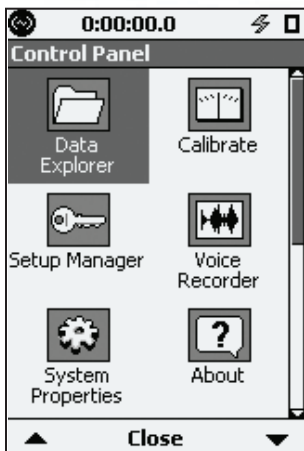 0:00:00.0
Control Panel
Data
Explorer
Calibrate
Setup Manager
Voice
Recorder
System
Properties
?
About
Close